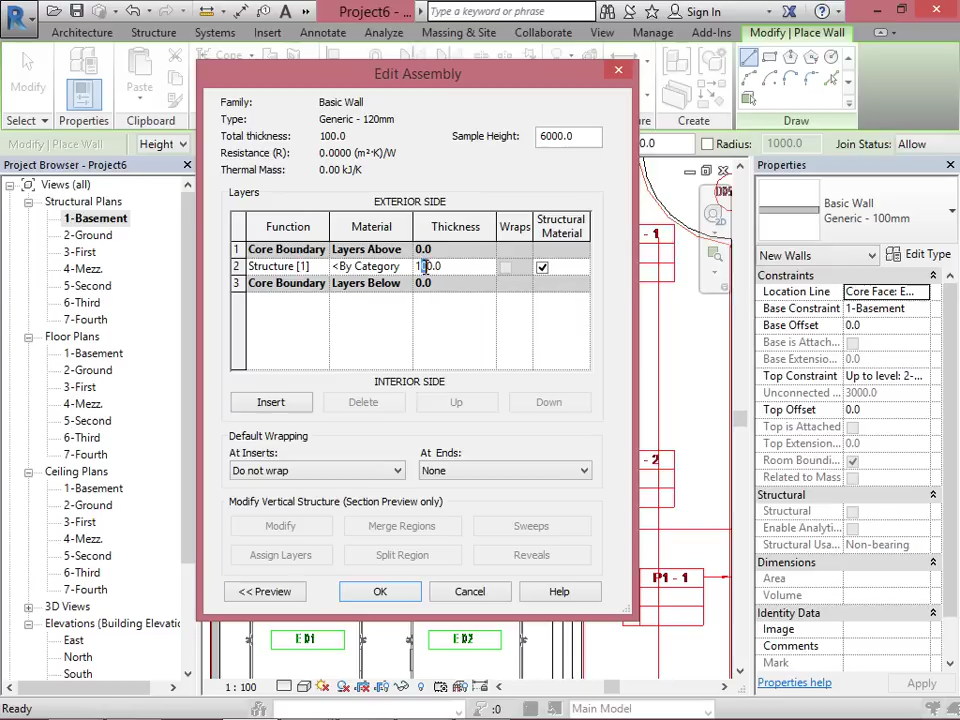 Project6 - ...
Type a keyword or phrase
Sign In
Architecture Structure Systems Insert Annotate Analyze Massing & Site Collaborate View Manage Add-Ins Modify | Place Wall
Modify
Paste
Cope
Select Properties Clipboard Create Draw
Modify | Place Wall Height Radius: 1000.0 Join Status: Allow
Project Browser - Project6
Views (all)
Structural Plans
1-Basement
2-Ground
3-First
4-Mezz.
5-Second
6-Third
7-Fourth
Floor Plans
1-Basement
2-Ground
3-First
4-Mezz.
5-Second
6-Third
7-Fourth
Ceiling Plans
1-Basement
2-Ground
3-First
4-Mezz.
5-Second
6-Third
7-Fourth
3D Views
Elevations (Building Elevatio
East
North
South
Edit Assembly
Family: Basic Wall
Type: Generic - 120mm
Total thickness: 100.0 Sample Height: 6000.0
Resistance (R): 0.0000 (m²·K)/W
Thermal Mass: 0.00 kJ/K
Layers
EXTERIOR SIDE
Function Material Thickness Wraps Structural Material
1 Core Boundary Layers Above 0.0
2 Structure [1] <By Category 100.0
3 Core Boundary Layers Below 0.0
INTERIOR SIDE
Insert Delete Up Down
Default Wrapping
At Inserts: At Ends:
Do not wrap None
Modify Vertical Structure (Section Preview only)
Modify Merge Regions Sweeps
Assign Layers Split Region Reveals
<< Preview OK Cancel Help
- 1
- 2
P1 - 1
ED1 ED2
1 : 100
:0
Main Model
Properties
Basic Wall
Generic - 100mm
New Walls Edit Type
Constraints
Location Line Core Face: E...
Base Constraint 1-Basement
Base Offset 0.0
Base is Attach...
Base Extensio...
Top Constraint Up to level: 2-...
Unconnected ... 3000.0
Top Offset 0.0
Top is Attached
Top Extension... 0.0
Room Boundi...
Related to Mass
Structural
Structural
Enable Analyti...
Structural Usa... Non-bearing
Dimensions
Area
Volume
Identity Data
Image
Comments
Mark
Properties help Apply